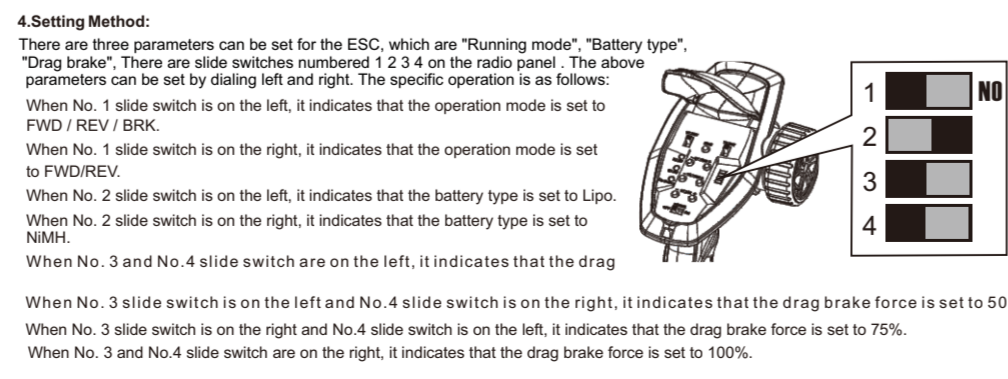 4.Setting Method:
There are three parameters can be set for the ESC, which are "Running mode", "Battery type",
"Drag brake", There are slide switches numbered 1 2 3 4 on the radio panel . The above
parameters can be set by dialing left and right. The specific operation is as follows:
When No. 1 slide switch is on the left, it indicates that the operation mode is set to
FWD / REV / BRK.
When No. 1 slide switch is on the right, it indicates that the operation mode is set
to FWD/REV.
When No. 2 slide switch is on the left, it indicates that the battery type is set to Lipo.
When No. 2 slide switch is on the right, it indicates that the battery type is set to
NiMH.
When No. 3 and No.4 slide switch are on the left, it indicates that the drag
When No. 3 slide switch is on the left and No.4 slide switch is on the right, it indicates that the drag brake force is set to 50
When No. 3 slide switch is on the right and No.4 slide switch is on the left, it indicates that the drag brake force is set to 75%.
When No. 3 and No.4 slide switch are on the right, it indicates that the drag brake force is set to 100%.
1 NO
2
3
4